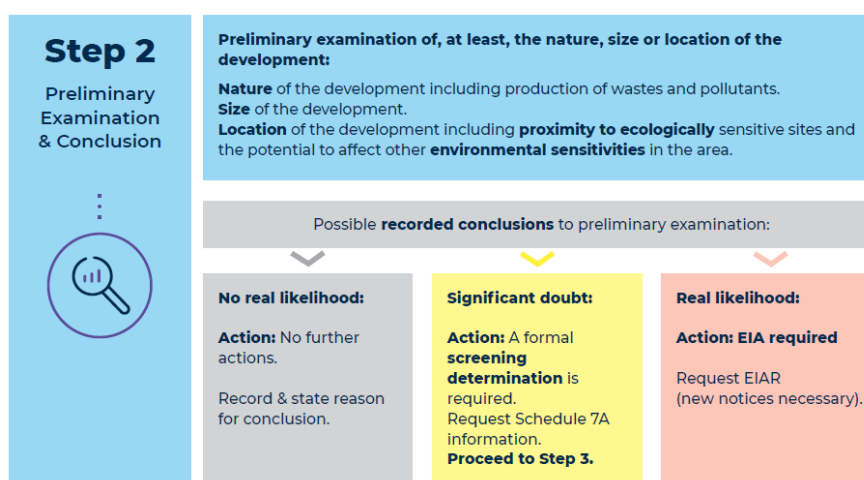 Step 2
Preliminary
Examination
& Conclusion
Preliminary examination of, at least, the nature, size or location of the
development:
Nature of the development including production of wastes and pollutants.
Size of the development.
Location of the development including proximity to ecologically sensitive sites and
the potential to affect other environmental sensitivities in the area.
Possible recorded conclusions to preliminary examination:
No real likelihood:
Action: No further
actions.
Record & state reason
for conclusion.
Significant doubt:
Action: A formal
screening
determination is
required.
Request Schedule 7A
information.
Proceed to Step 3.
Real likelihood:
Action: EIA required
Request EIAR
(new notices necessary).